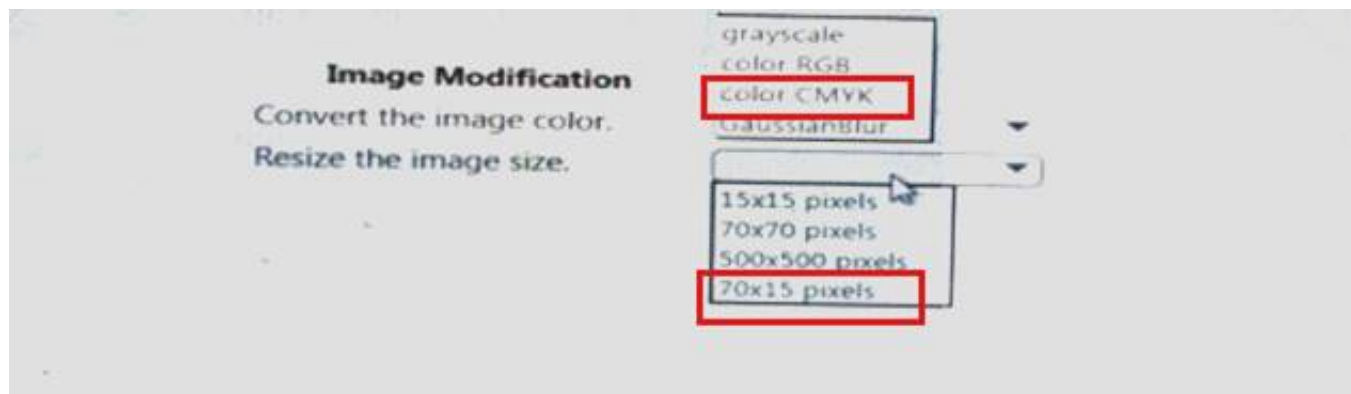 grayscale
color RGB
Image Modification
color CMYK
Convert the image color.
GaussianBlur
Resize the image size.
15x15 pixels
70x70 pixels
500x500 pixels
70x15 pixels